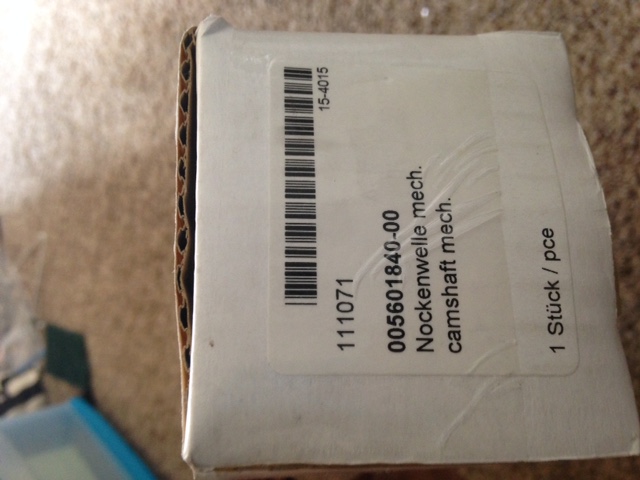 15-4015
111071
005601840-00
Nockenwelle mech.
camshaft mech.
1 Stück / pce